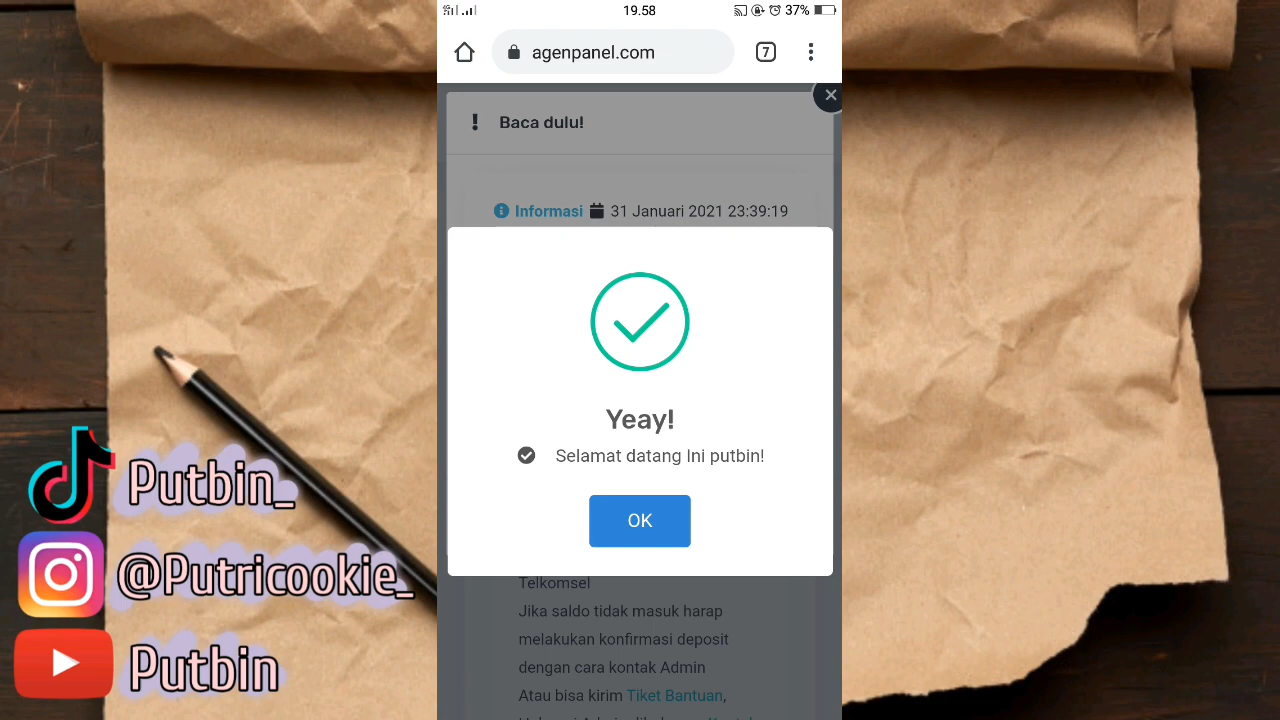 19.58
37%
agenpanel.com
7
Baca dulu!
Informasi 31 Januari 2021 23:39:19
Yeay!
Selamat datang Ini putbin!
OK
Telkomsel
Jika saldo tidak masuk harap
melakukan konfirmasi deposit
dengan cara kontak Admin
Atau bisa kirim Tiket Bantuan,
Putbin_
@Putricookie_
Putbin